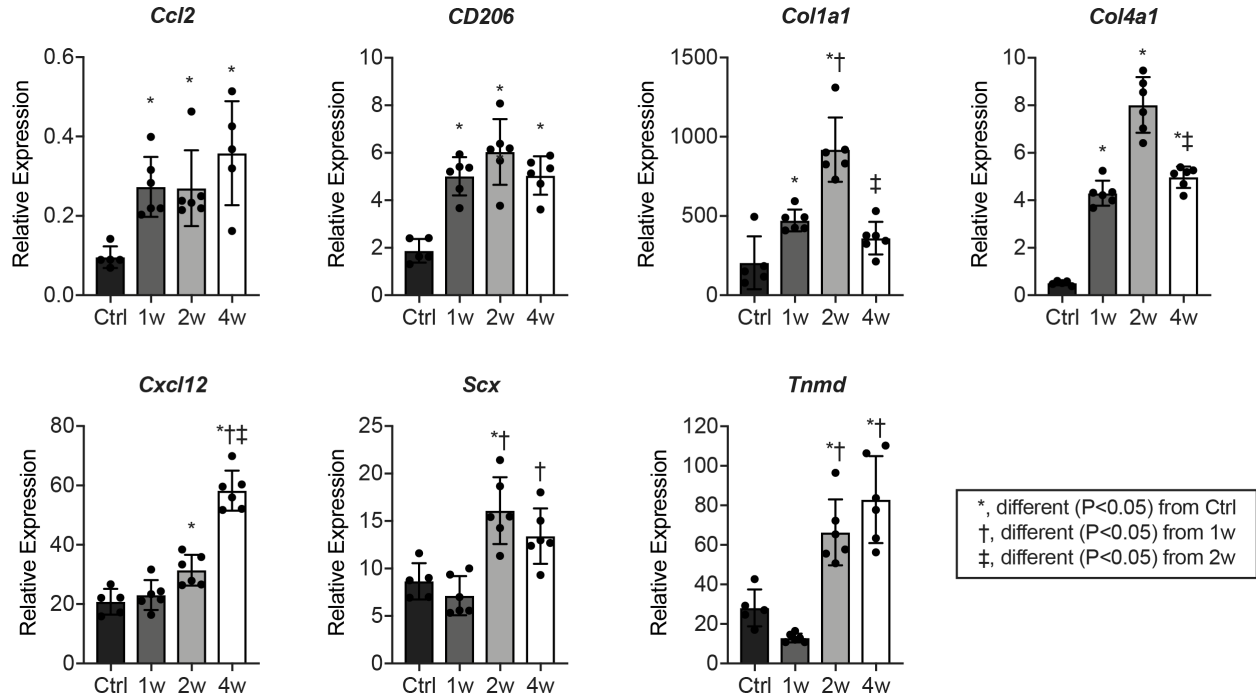 Ccl2
Relative Expression
0.6
*
*
*
0.4
0.2
0.0
Ctrl 1w 2w 4w
CD206
Relative Expression
10
*
*
*
8
6
4
2
0
Ctrl 1w 2w 4w
Col1a1
Relative Expression
1500
*†
1000
*
‡
500
0
Ctrl 1w 2w 4w
Col4a1
Relative Expression
10
*
8
*‡
*
6
4
2
0
Ctrl 1w 2w 4w
Cxcl12
Relative Expression
80
*†‡
60
40
*
20
0
Ctrl 1w 2w 4w
Scx
Relative Expression
25
*†
†
20
15
10
5
0
Ctrl 1w 2w 4w
Tnmd
Relative Expression
120
*†
*†
100
80
60
40
20
0
Ctrl 1w 2w 4w
*, different (P<0.05) from Ctrl
†, different (P<0.05) from 1w
‡, different (P<0.05) from 2w